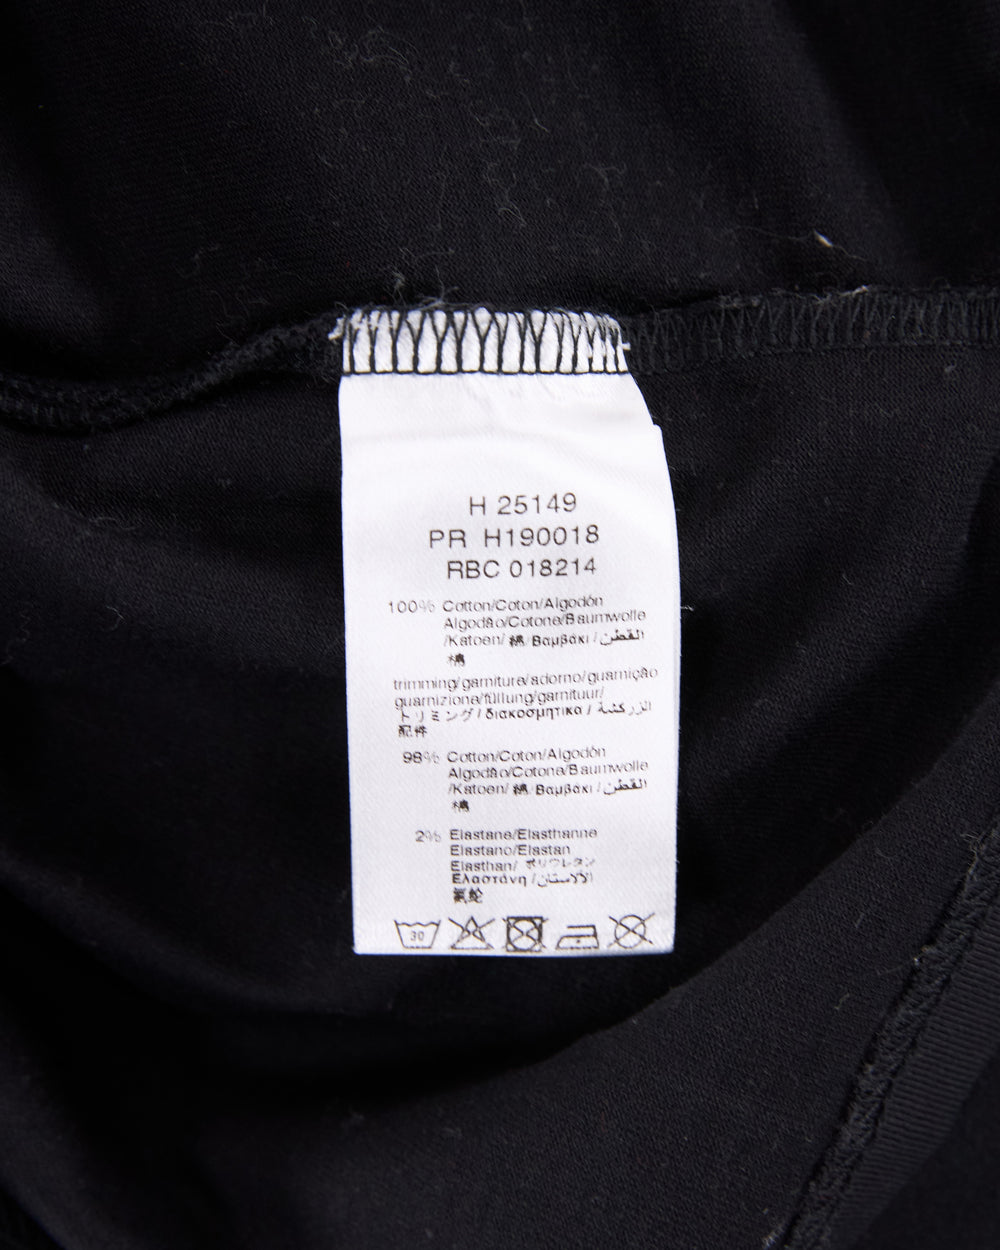 H 25149
PR H190018
RBC 018214
100% Cotton/Coton/Algodón
Algodão/Cotone/Baumwolle
/Katoen/ 綿/Βαμβάκι/القطن
棉
trimming/garniture/adorno/guarnição
guarnizione/füllung/garnituur/
トリミング/διακοσμητικα/الزركشة
配件
98% Cotton/Coton/Algodón
Algodão/Cotone/Baumwolle
/Katoen/ 綿/Βαμβάκι/القطن
棉
2% Elastane/Elasthanne
Elastano/Elastan
Elasthan/ ポリウレタン
Ελαστάνη/الألاستان
氨纶
30